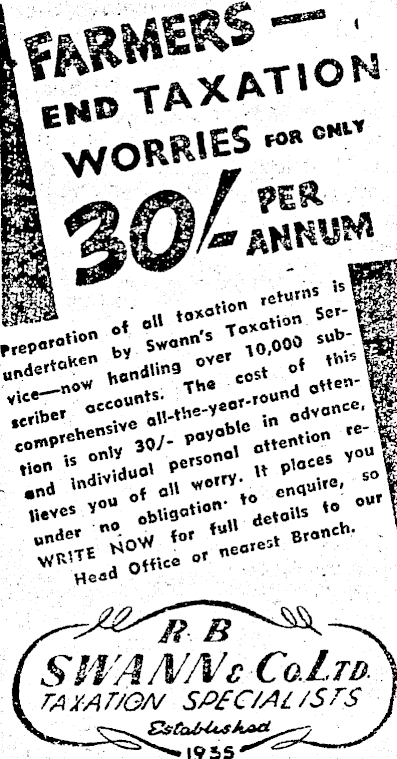 FARMERS—
END TAXATION
WORRIES FOR ONLY
30/- PER
ANNUM
Preparation of all taxation returns is
undertaken by Swann's Taxation Ser-
vice—now handling over 10,000 sub-
scriber accounts. The cost of this
comprehensive all-the-year-round atten-
tion is only 30/- payable in advance,
and individual personal attention re-
lieves you of all worry. It places you
under no obligation to enquire, so
WRITE NOW for full details to our
Head Office or nearest Branch.
R. B
SWANN & Co. LTD.
TAXATION SPECIALISTS
Established
1935